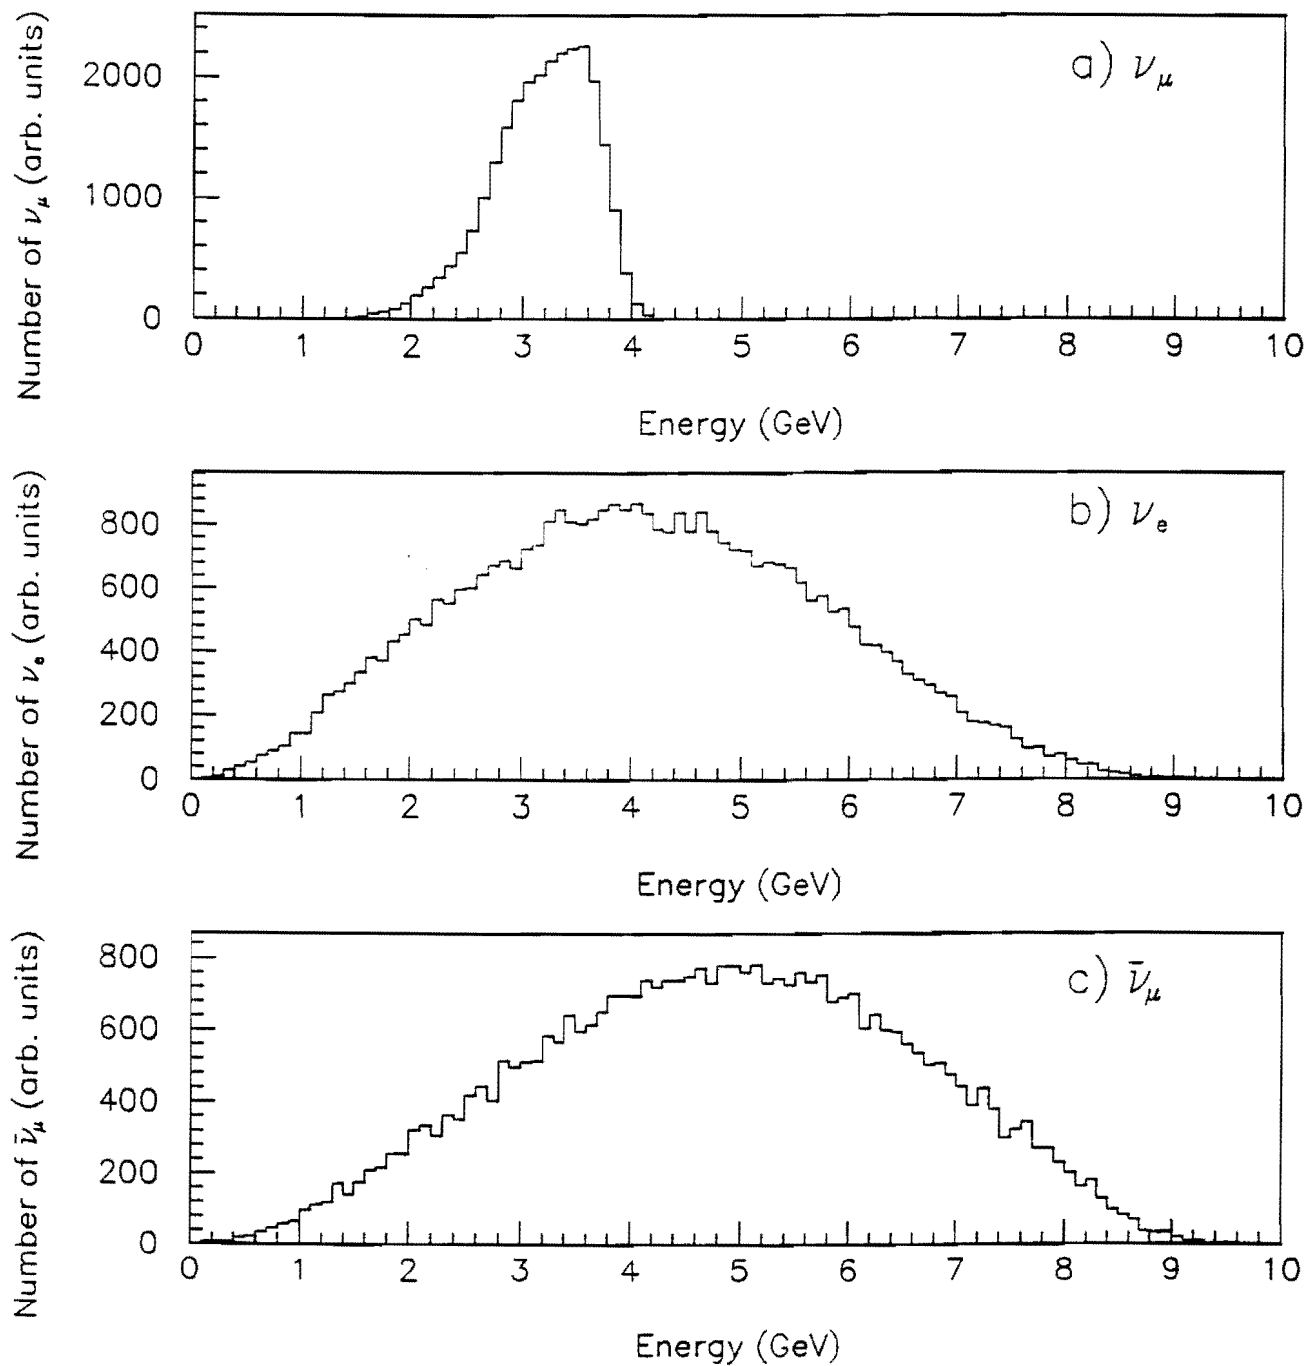 a) ν_μ
Number of ν_μ (arb. units)
2000
1000
0
0 1 2 3 4 5 6 7 8 9 10
Energy (GeV)
b) ν_e
Number of ν_e (arb. units)
800
600
400
200
0
0 1 2 3 4 5 6 7 8 9 10
Energy (GeV)
c) ν̄_μ
Number of ν̄_μ (arb. units)
800
600
400
200
0
0 1 2 3 4 5 6 7 8 9 10
Energy (GeV)